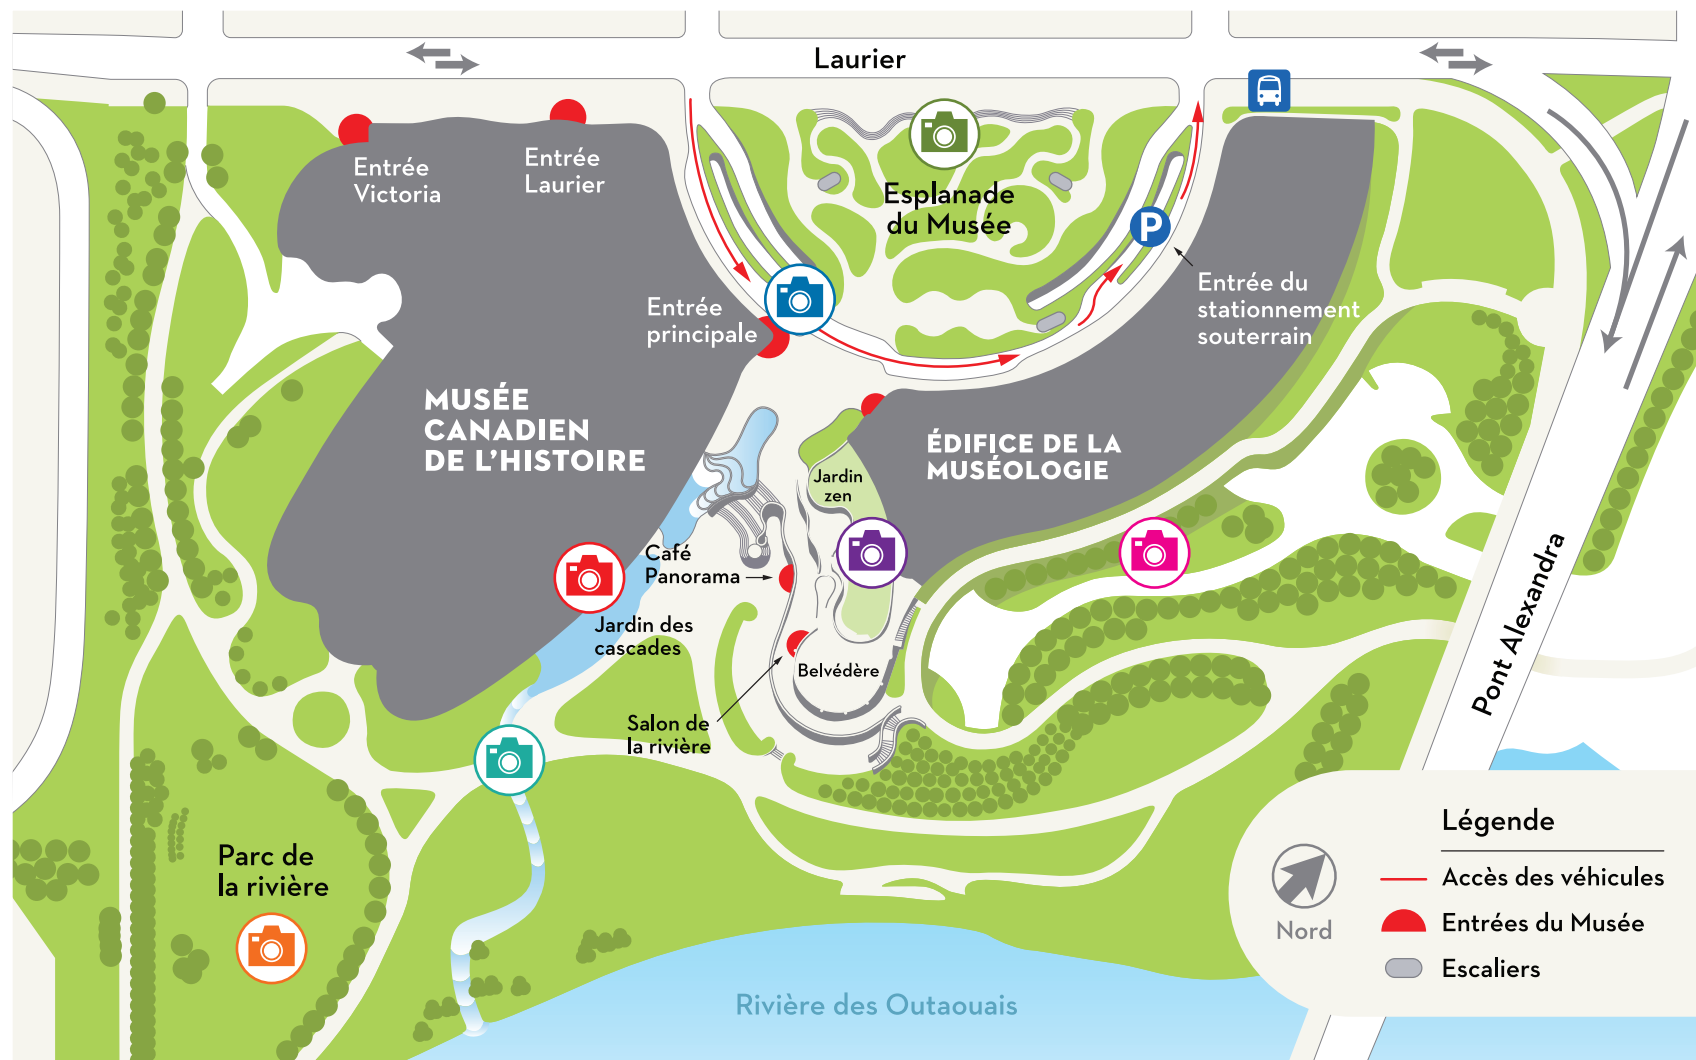 Laurier
Entrée
Victoria
Entrée
Laurier
Esplanade
du Musée
P
Entrée
principale
Entrée du
stationnement
souterrain
MUSÉE
CANADIEN
DE L'HISTOIRE
ÉDIFICE DE LA
MUSÉOLOGIE
Jardin
zen
Café
Panorama
Jardin des
cascades
Belvédère
Salon de
la rivière
Pont Alexandra
Parc de
la rivière
Rivière des Outaouais
Légende
Nord
Accès des véhicules
Entrées du Musée
Escaliers